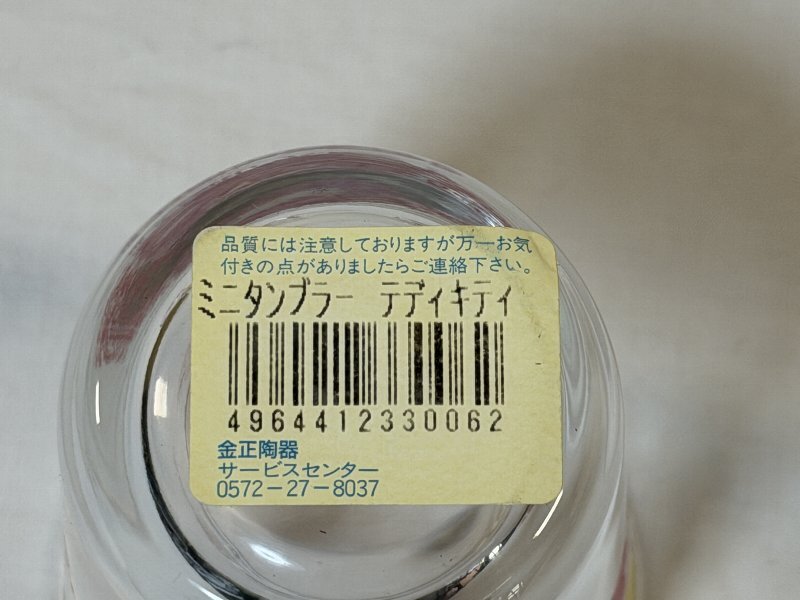 品質には注意しておりますが万一お気
付きの点がありましたらご連絡下さい。
ミニタンブラー　テディキティ
4964412330062
金正陶器
サービスセンター
0572-27-8037